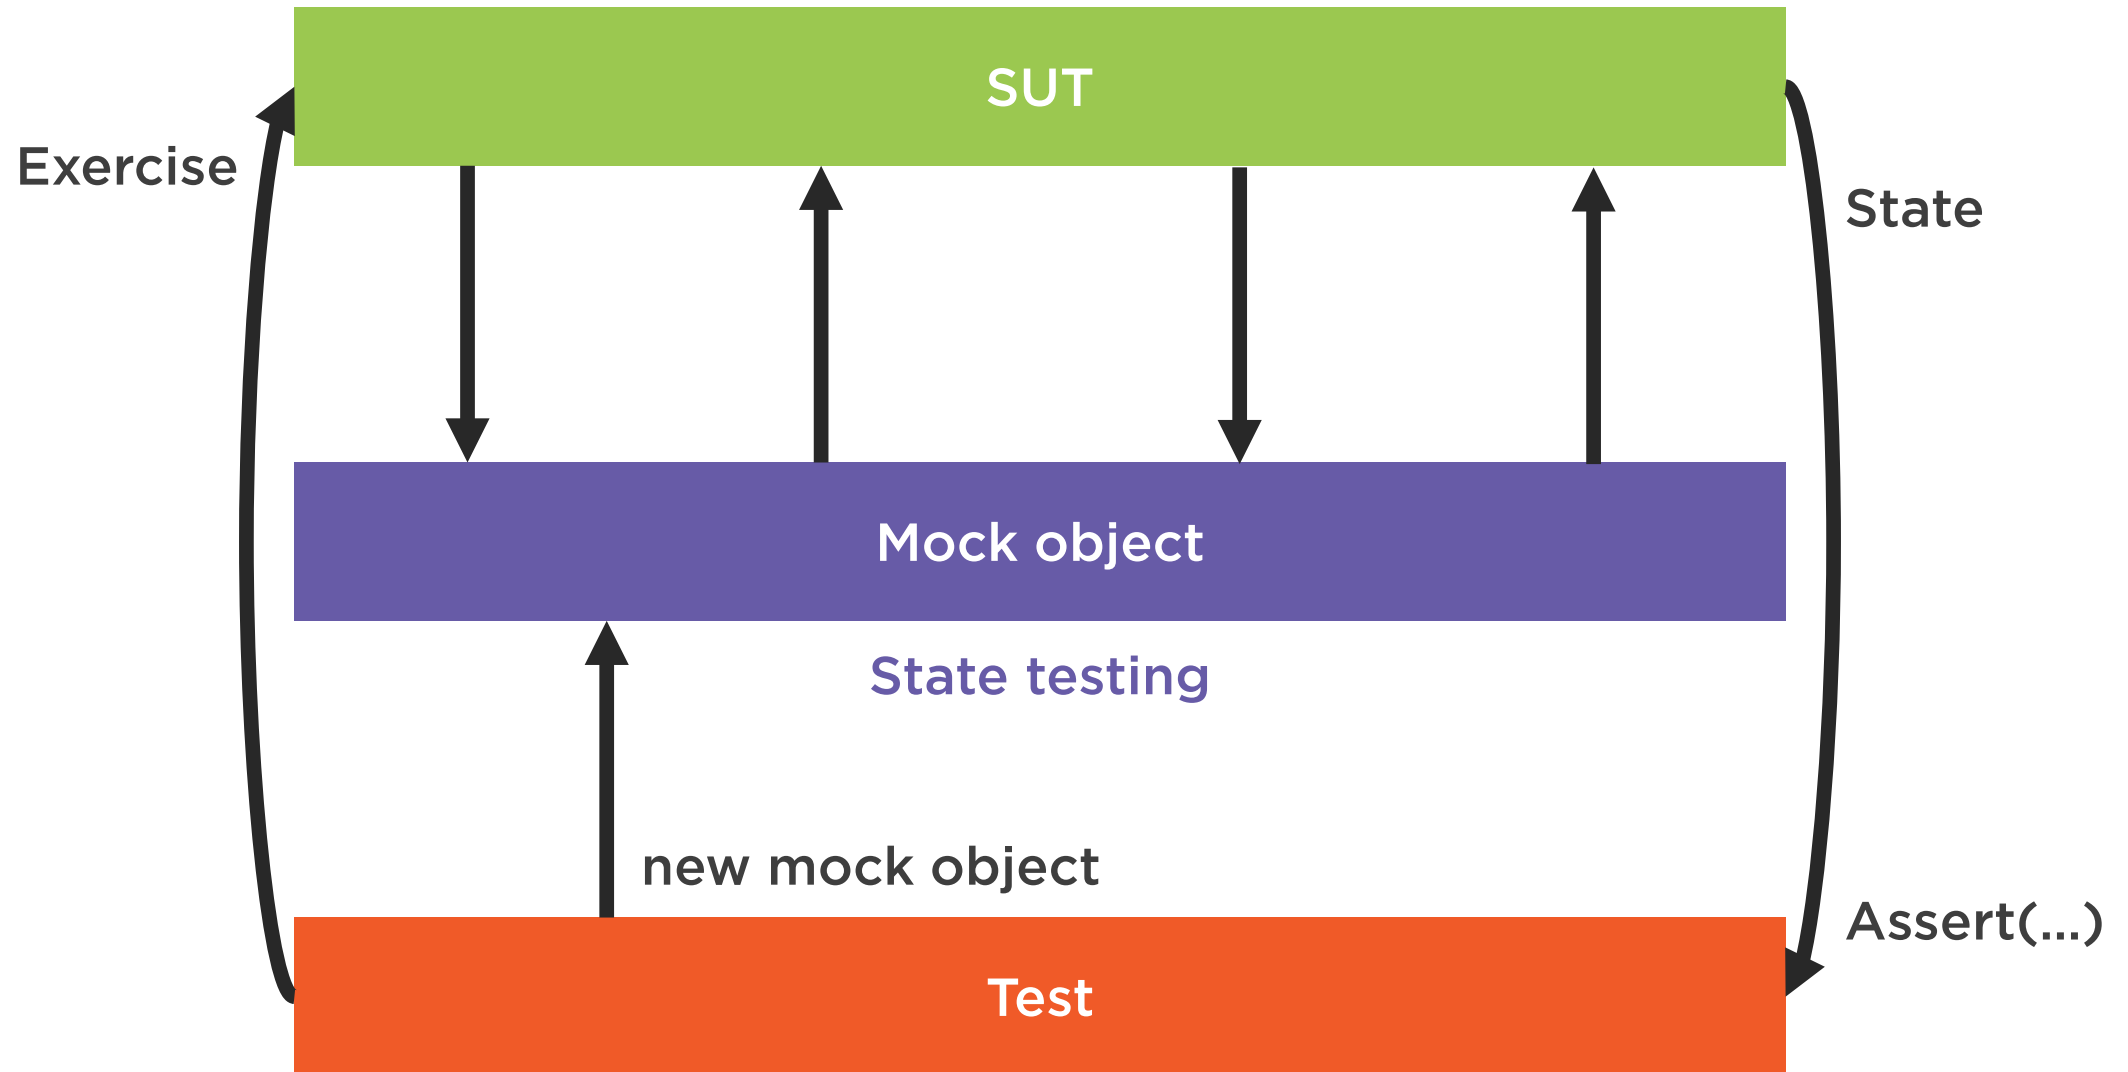 SUT
Exercise
State
Mock object
State testing
new mock object
Assert(...)
Test